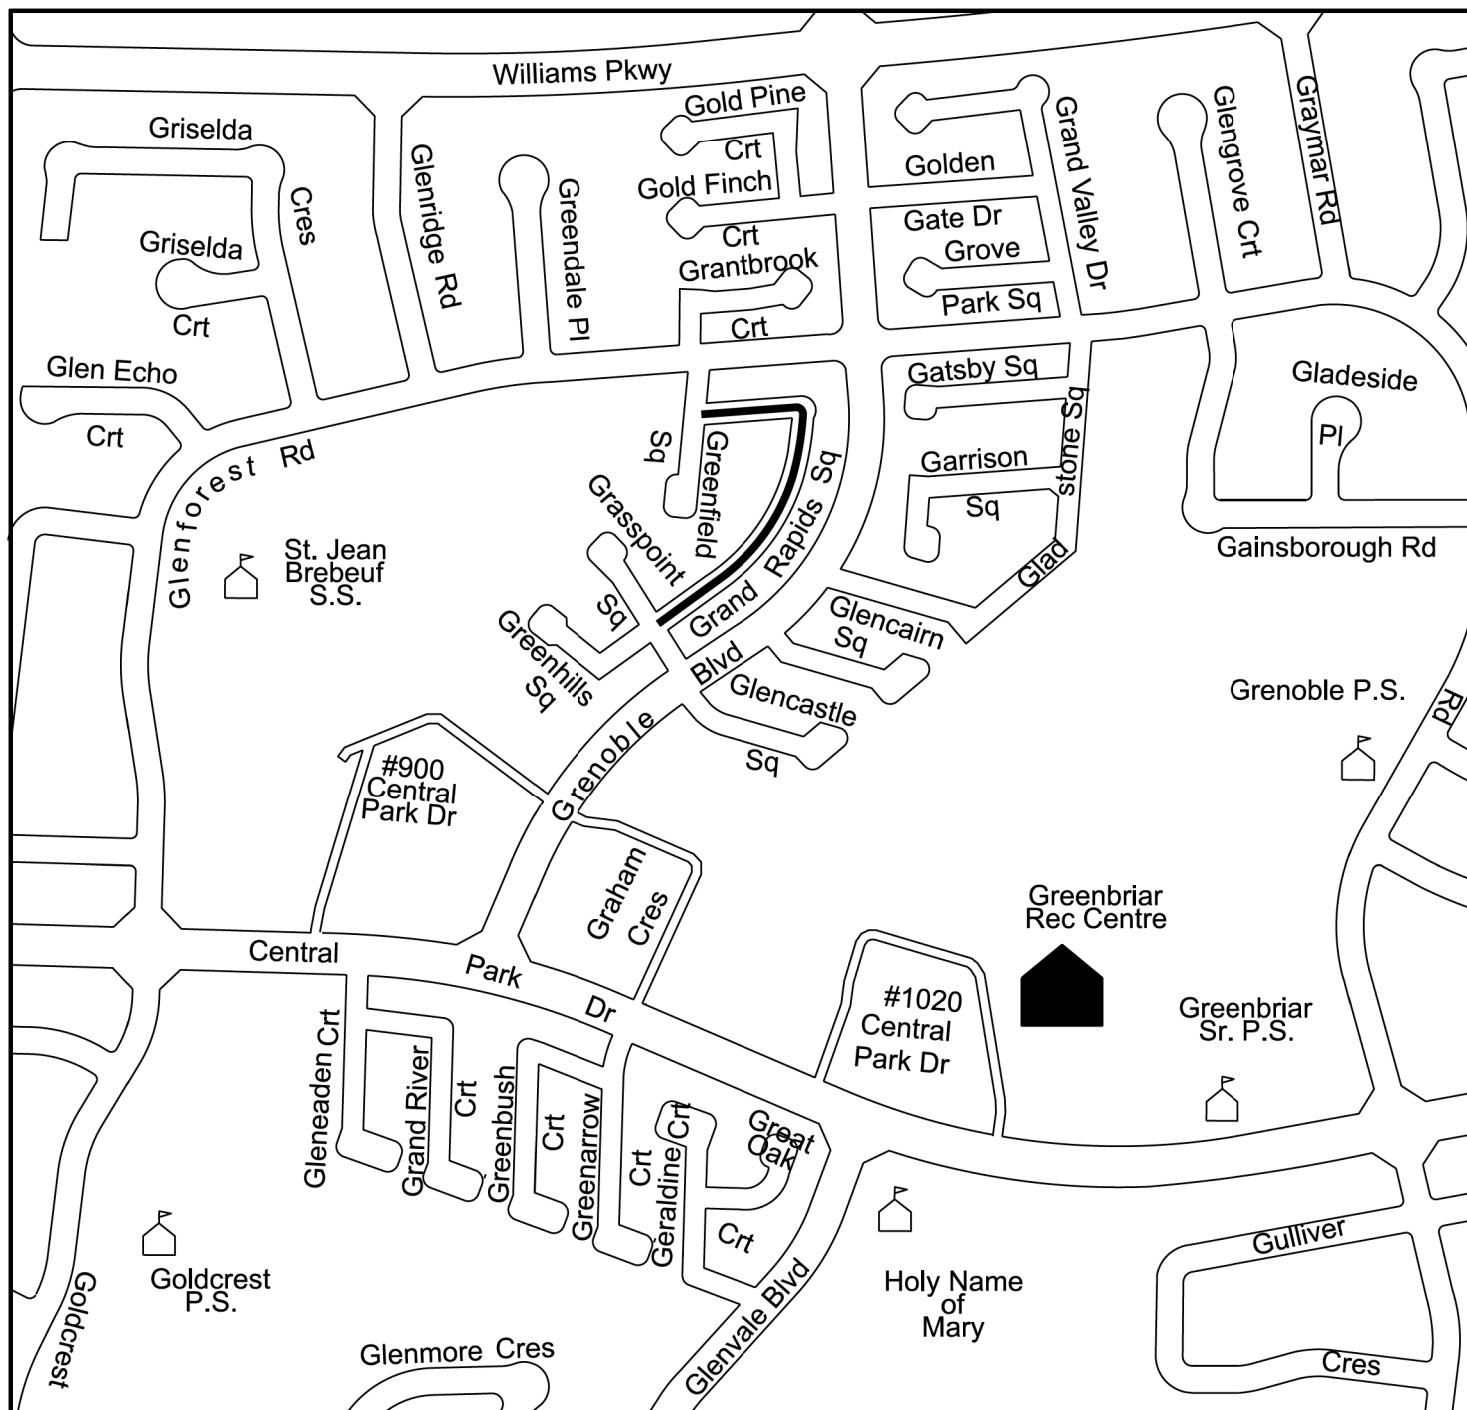 Williams Pkwy
Gold Pine
Crt
Griselda
Cres
Glenridge Rd
Greendale Pl
Gold Finch
Crt
Golden
Gate Dr
Grand Valley Dr
Glengrove Crt
Graymar Rd
Griselda
Crt
Grantbrook
Crt
Grove
Park Sq
Glen Echo
Crt
Gatsby Sq
Gladeside
Pl
Glenforest Rd
Sq
Greenfield
Grand Rapids Sq
Garrison
Sq
Glad
stone Sq
Gainsborough Rd
St. Jean
Brebeuf
S.S.
Grasspoint
Sq
Greenhills
Sq
Glencairn
Sq
Glencastle
Sq
Grenoble Blvd
Grenoble P.S.
Rd
#900
Central
Park Dr
Graham
Cres
Greenbriar
Rec Centre
Central Park Dr
#1020
Central
Park Dr
Greenbriar
Sr. P.S.
Gleneaden Crt
Grand River
Crt
Greenbush
Crt
Greenarrow
Crt
Geraldine Crt
Great
Oak
Crt
Gulliver
Cres
Goldcrest
P.S.
Goldcrest
Holy Name
of
Mary
Glenvale Blvd
Glenmore Cres